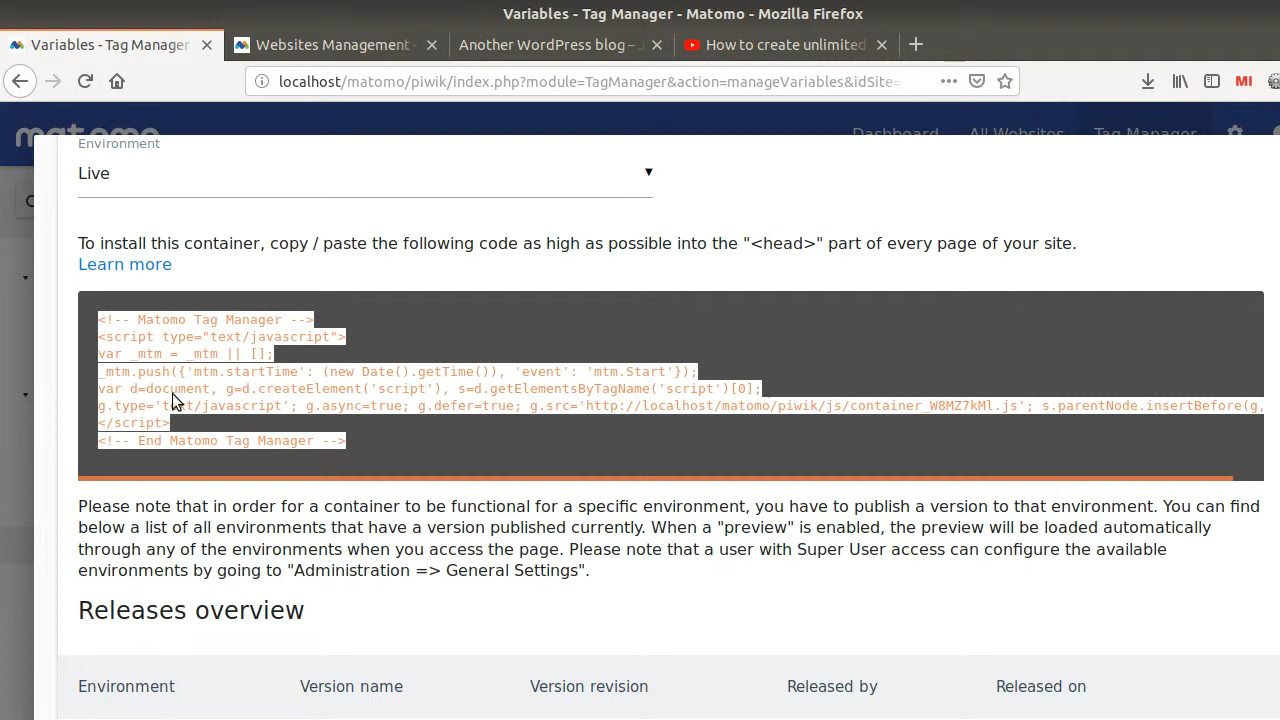 Variables - Tag Manager - Matomo - Mozilla Firefox
Variables - Tag Manager
Websites Management -
Another WordPress blog –
How to create unlimited
localhost/matomo/piwik/index.php?module=TagManager&action=manageVariables&idSite=
MI
matomo
Dashboard
All Websites
Tag Manager
Environment
Live
To install this container, copy / paste the following code as high as possible into the "<head>" part of every page of your site.
Learn more
<!-- Matomo Tag Manager -->
<script type="text/javascript">
var _mtm = _mtm || [];
_mtm.push({'mtm.startTime': (new Date().getTime()), 'event': 'mtm.Start'});
var d=document, g=d.createElement('script'), s=d.getElementsByTagName('script')[0];
g.type='text/javascript'; g.async=true; g.defer=true; g.src='http://localhost/matomo/piwik/js/container_W8MZ7kMl.js'; s.parentNode.insertBefore(g,
</script>
<!-- End Matomo Tag Manager -->
Please note that in order for a container to be functional for a specific environment, you have to publish a version to that environment. You can find
below a list of all environments that have a version published currently. When a "preview" is enabled, the preview will be loaded automatically
through any of the environments when you access the page. Please note that a user with Super User access can configure the available
environments by going to "Administration => General Settings".
Releases overview
Environment
Version name
Version revision
Released by
Released on